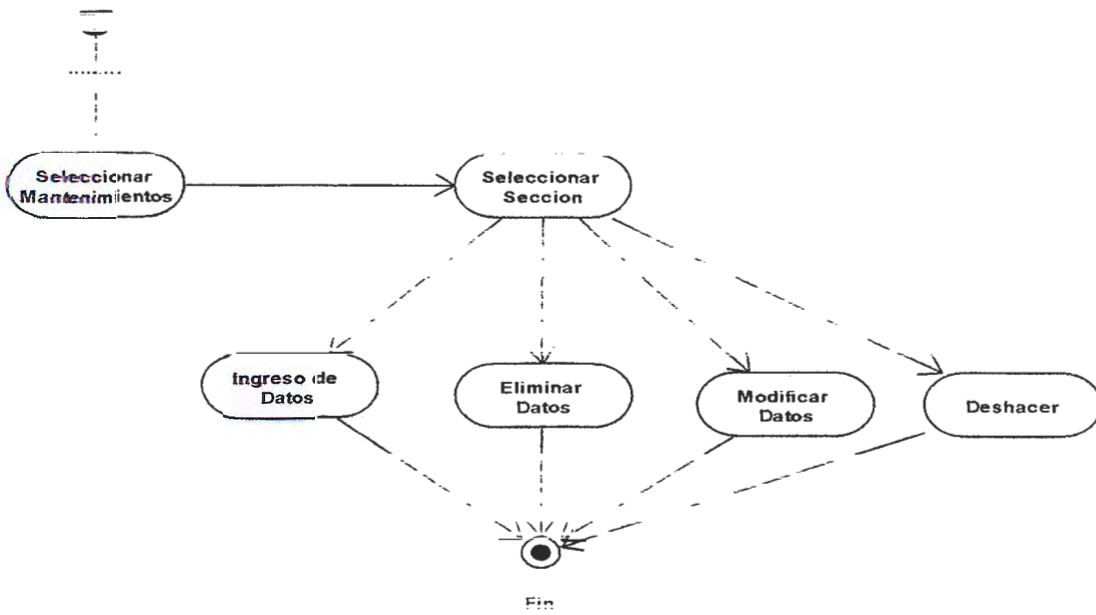 Seleccionar
Mantenimientos
Seleccionar
Seccion
Ingreso de
Datos
Eliminar
Datos
Modificar
Datos
Deshacer
Fin